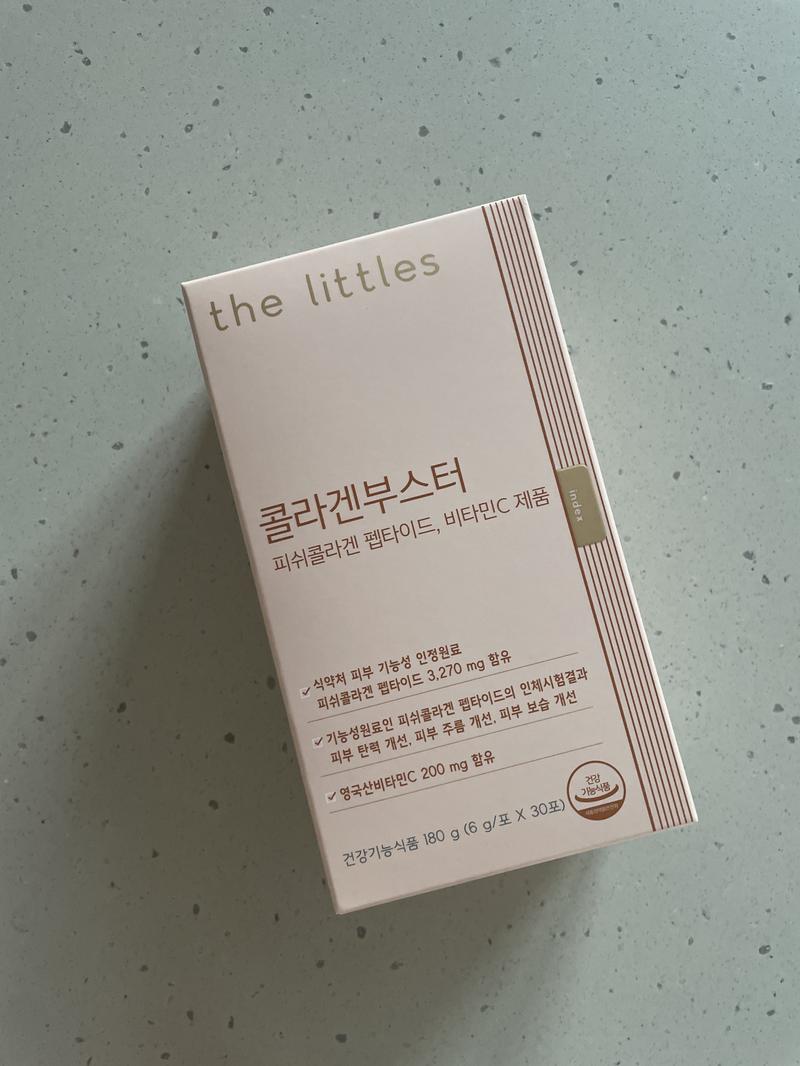 the littles
콜라겐부스터
피쉬콜라겐 펩타이드, 비타민C 제품
index
식약처 피부 기능성 인정원료
피쉬콜라겐 펩타이드 3,270 mg 함유
기능성원료인 피쉬콜라겐 펩타이드의 인체시험결과
피부 탄력 개선, 피부 주름 개선, 피부 보습 개선
영국산비타민C 200 mg 함유
건강
기능식품
건강기능식품 180 g (6 g/포 X 30포)